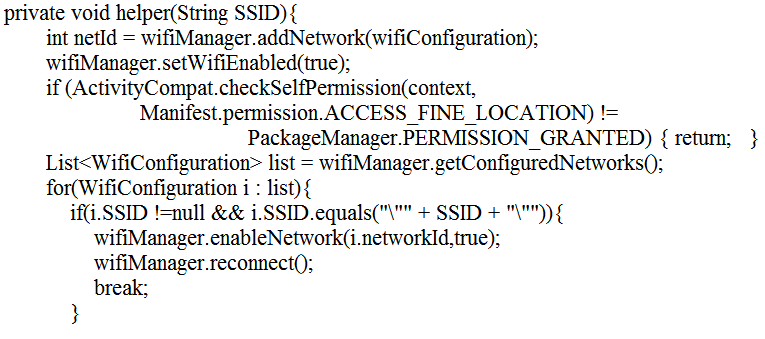 private void helper(String SSID){
int netId = wifiManager.addNetwork(wifiConfiguration);
wifiManager.setWifiEnabled(true);
if (ActivityCompat.checkSelfPermission(context,
Manifest.permission.ACCESS_FINE_LOCATION) !=
PackageManager.PERMISSION_GRANTED) { return;   }
List<WifiConfiguration> list = wifiManager.getConfiguredNetworks();
for(WifiConfiguration i : list){
if(i.SSID !=null && i.SSID.equals("\"" + SSID + "\"")){
wifiManager.enableNetwork(i.networkId,true);
wifiManager.reconnect();
break;
}